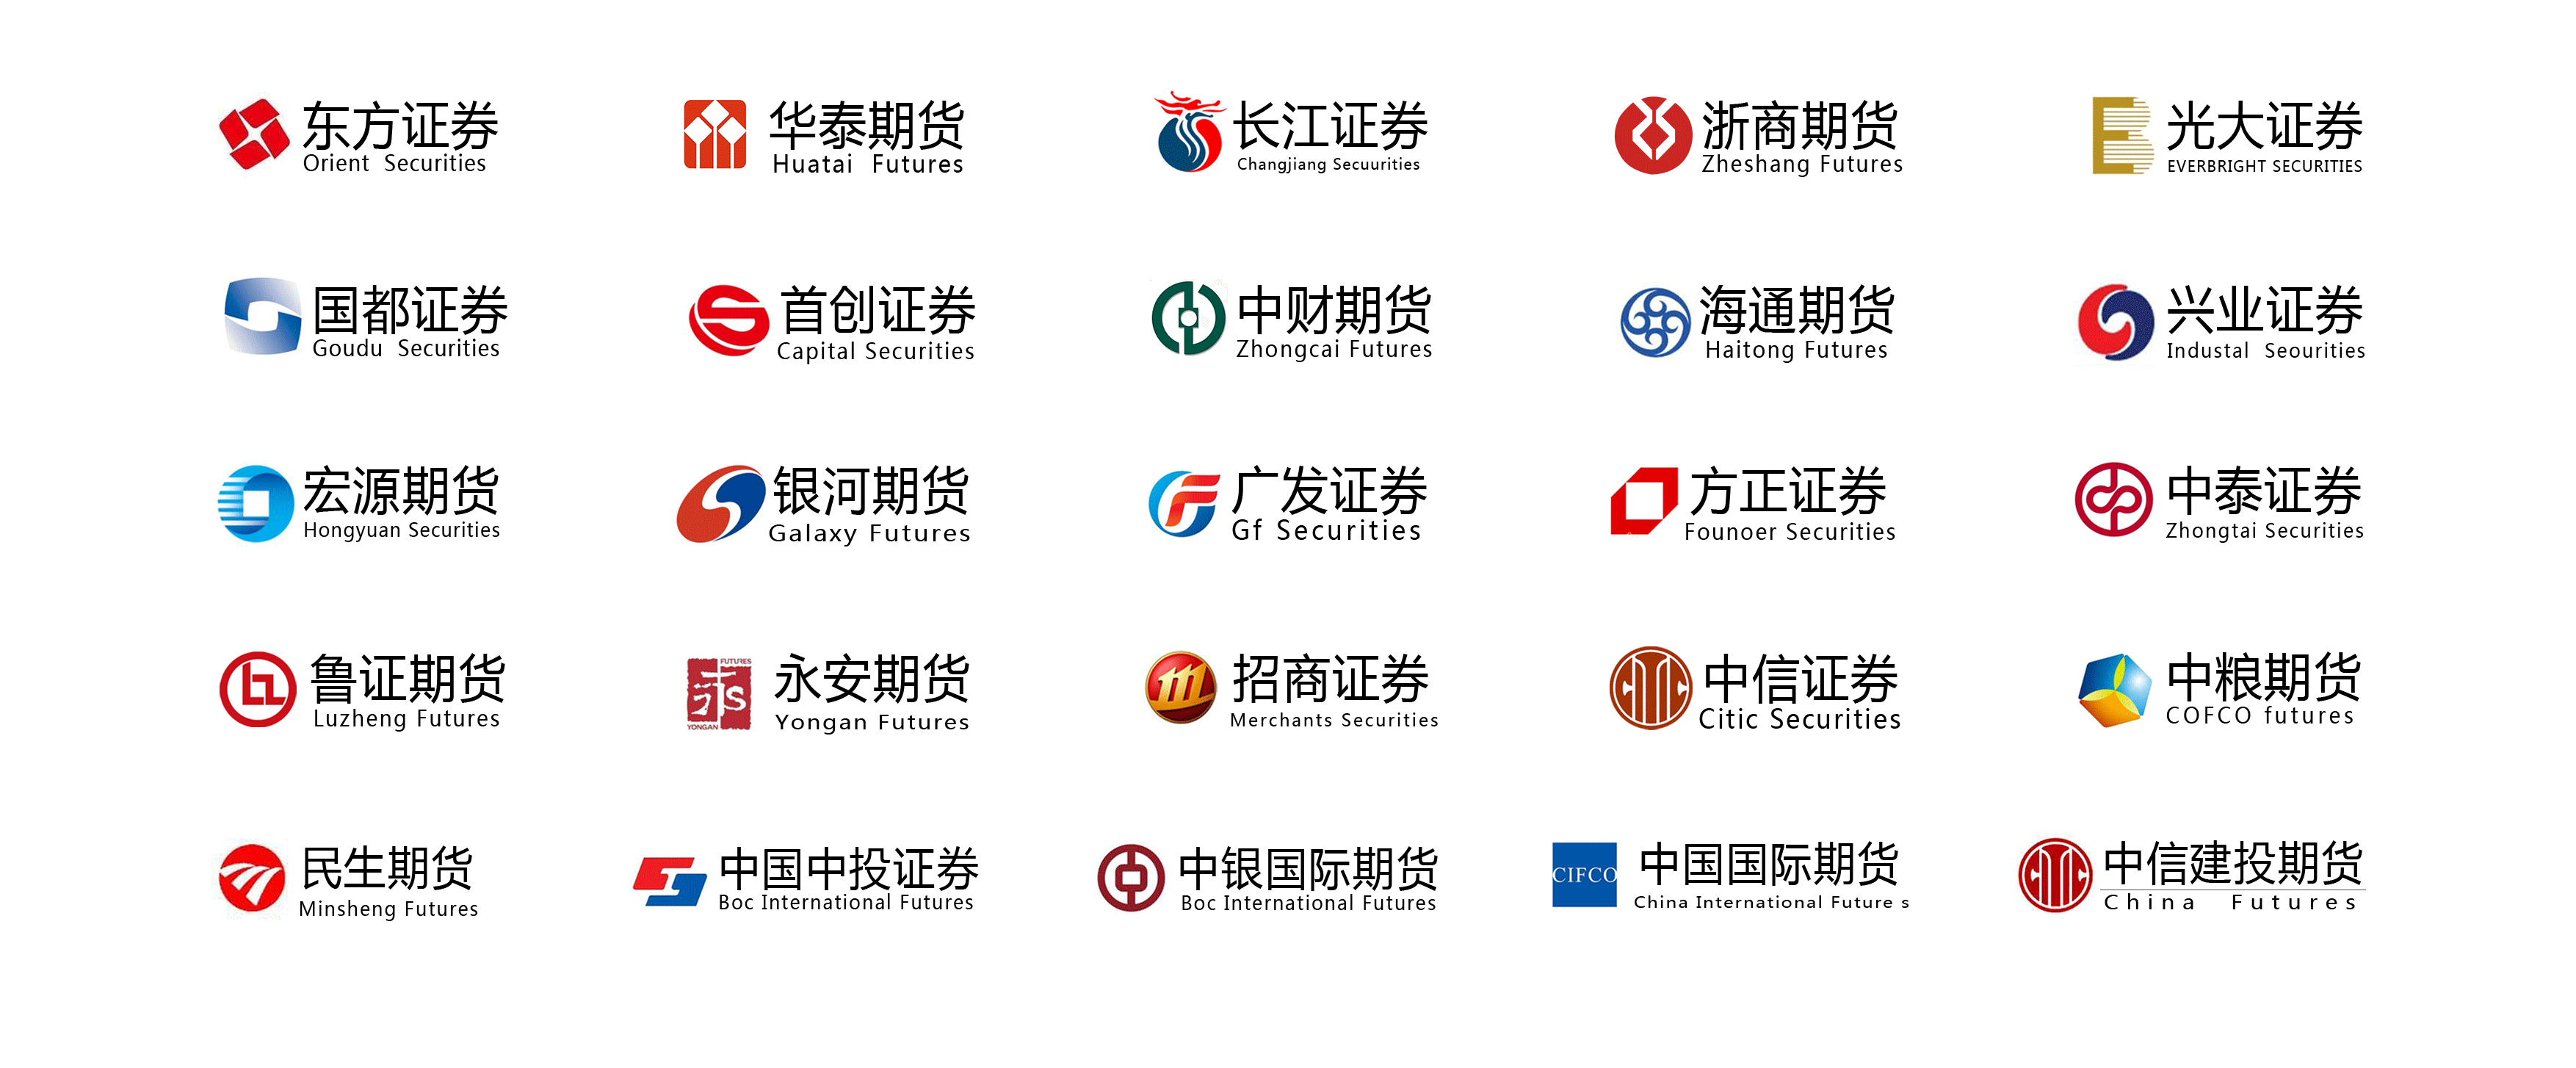 东方证券
Orient Securities
华泰期货
Huatai Futures
长江证券
Changjiang Secuurities
浙商期货
Zheshang Futures
光大证券
EVERBRIGHT SECURITIES
国都证券
Goudu Securities
首创证券
Capital Securities
中财期货
Zhongcai Futures
海通期货
Haitong Futures
兴业证券
Industal Seourities
宏源期货
Hongyuan Securities
银河期货
Galaxy Futures
广发证券
Gf Securities
方正证券
Founoer Securities
中泰证券
Zhongtai Securities
鲁证期货
Luzheng Futures
FUTURES
YONGAN
永安期货
Yongan Futures
招商证券
Merchants Securities
中信证券
Citic Securities
中粮期货
COFCO futures
民生期货
Minsheng Futures
中国中投证券
Boc International Futures
中银国际期货
Boc International Futures
CIFCO
中国国际期货
China International Future s
中信建投期货
China Futures